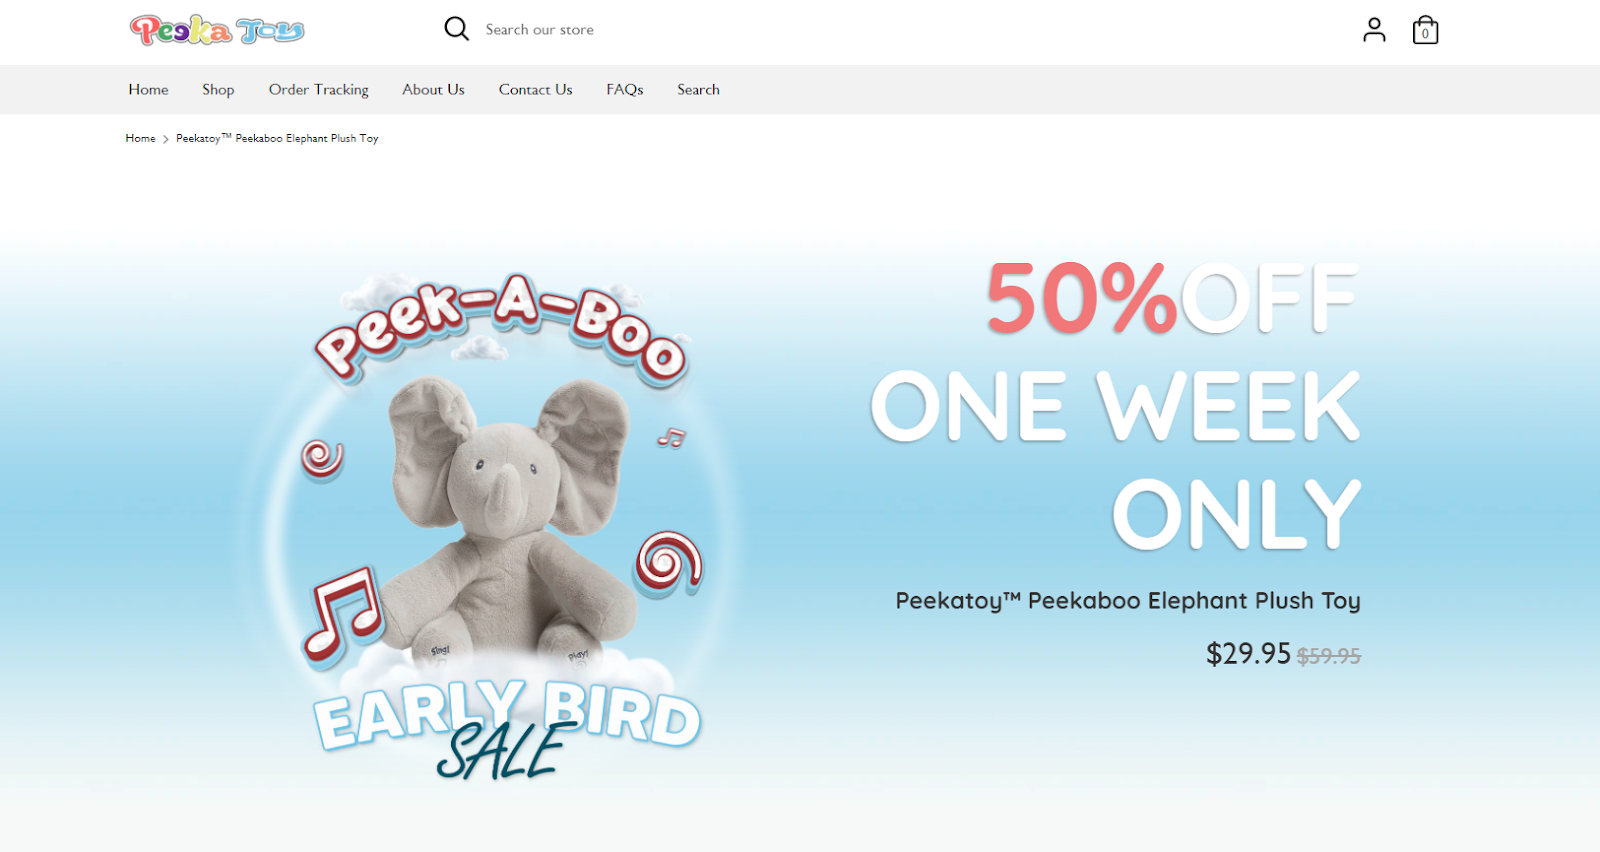 Peeka Toy
Search our store
0
Home Shop Order Tracking About Us Contact Us FAQs Search
Home > Peekatoy™ Peekaboo Elephant Plush Toy
Peek-A-Boo
Sing!
Play!
EARLY BIRD
SALE
50%OFF
ONE WEEK
ONLY
Peekatoy™ Peekaboo Elephant Plush Toy
$29.95 $59.95